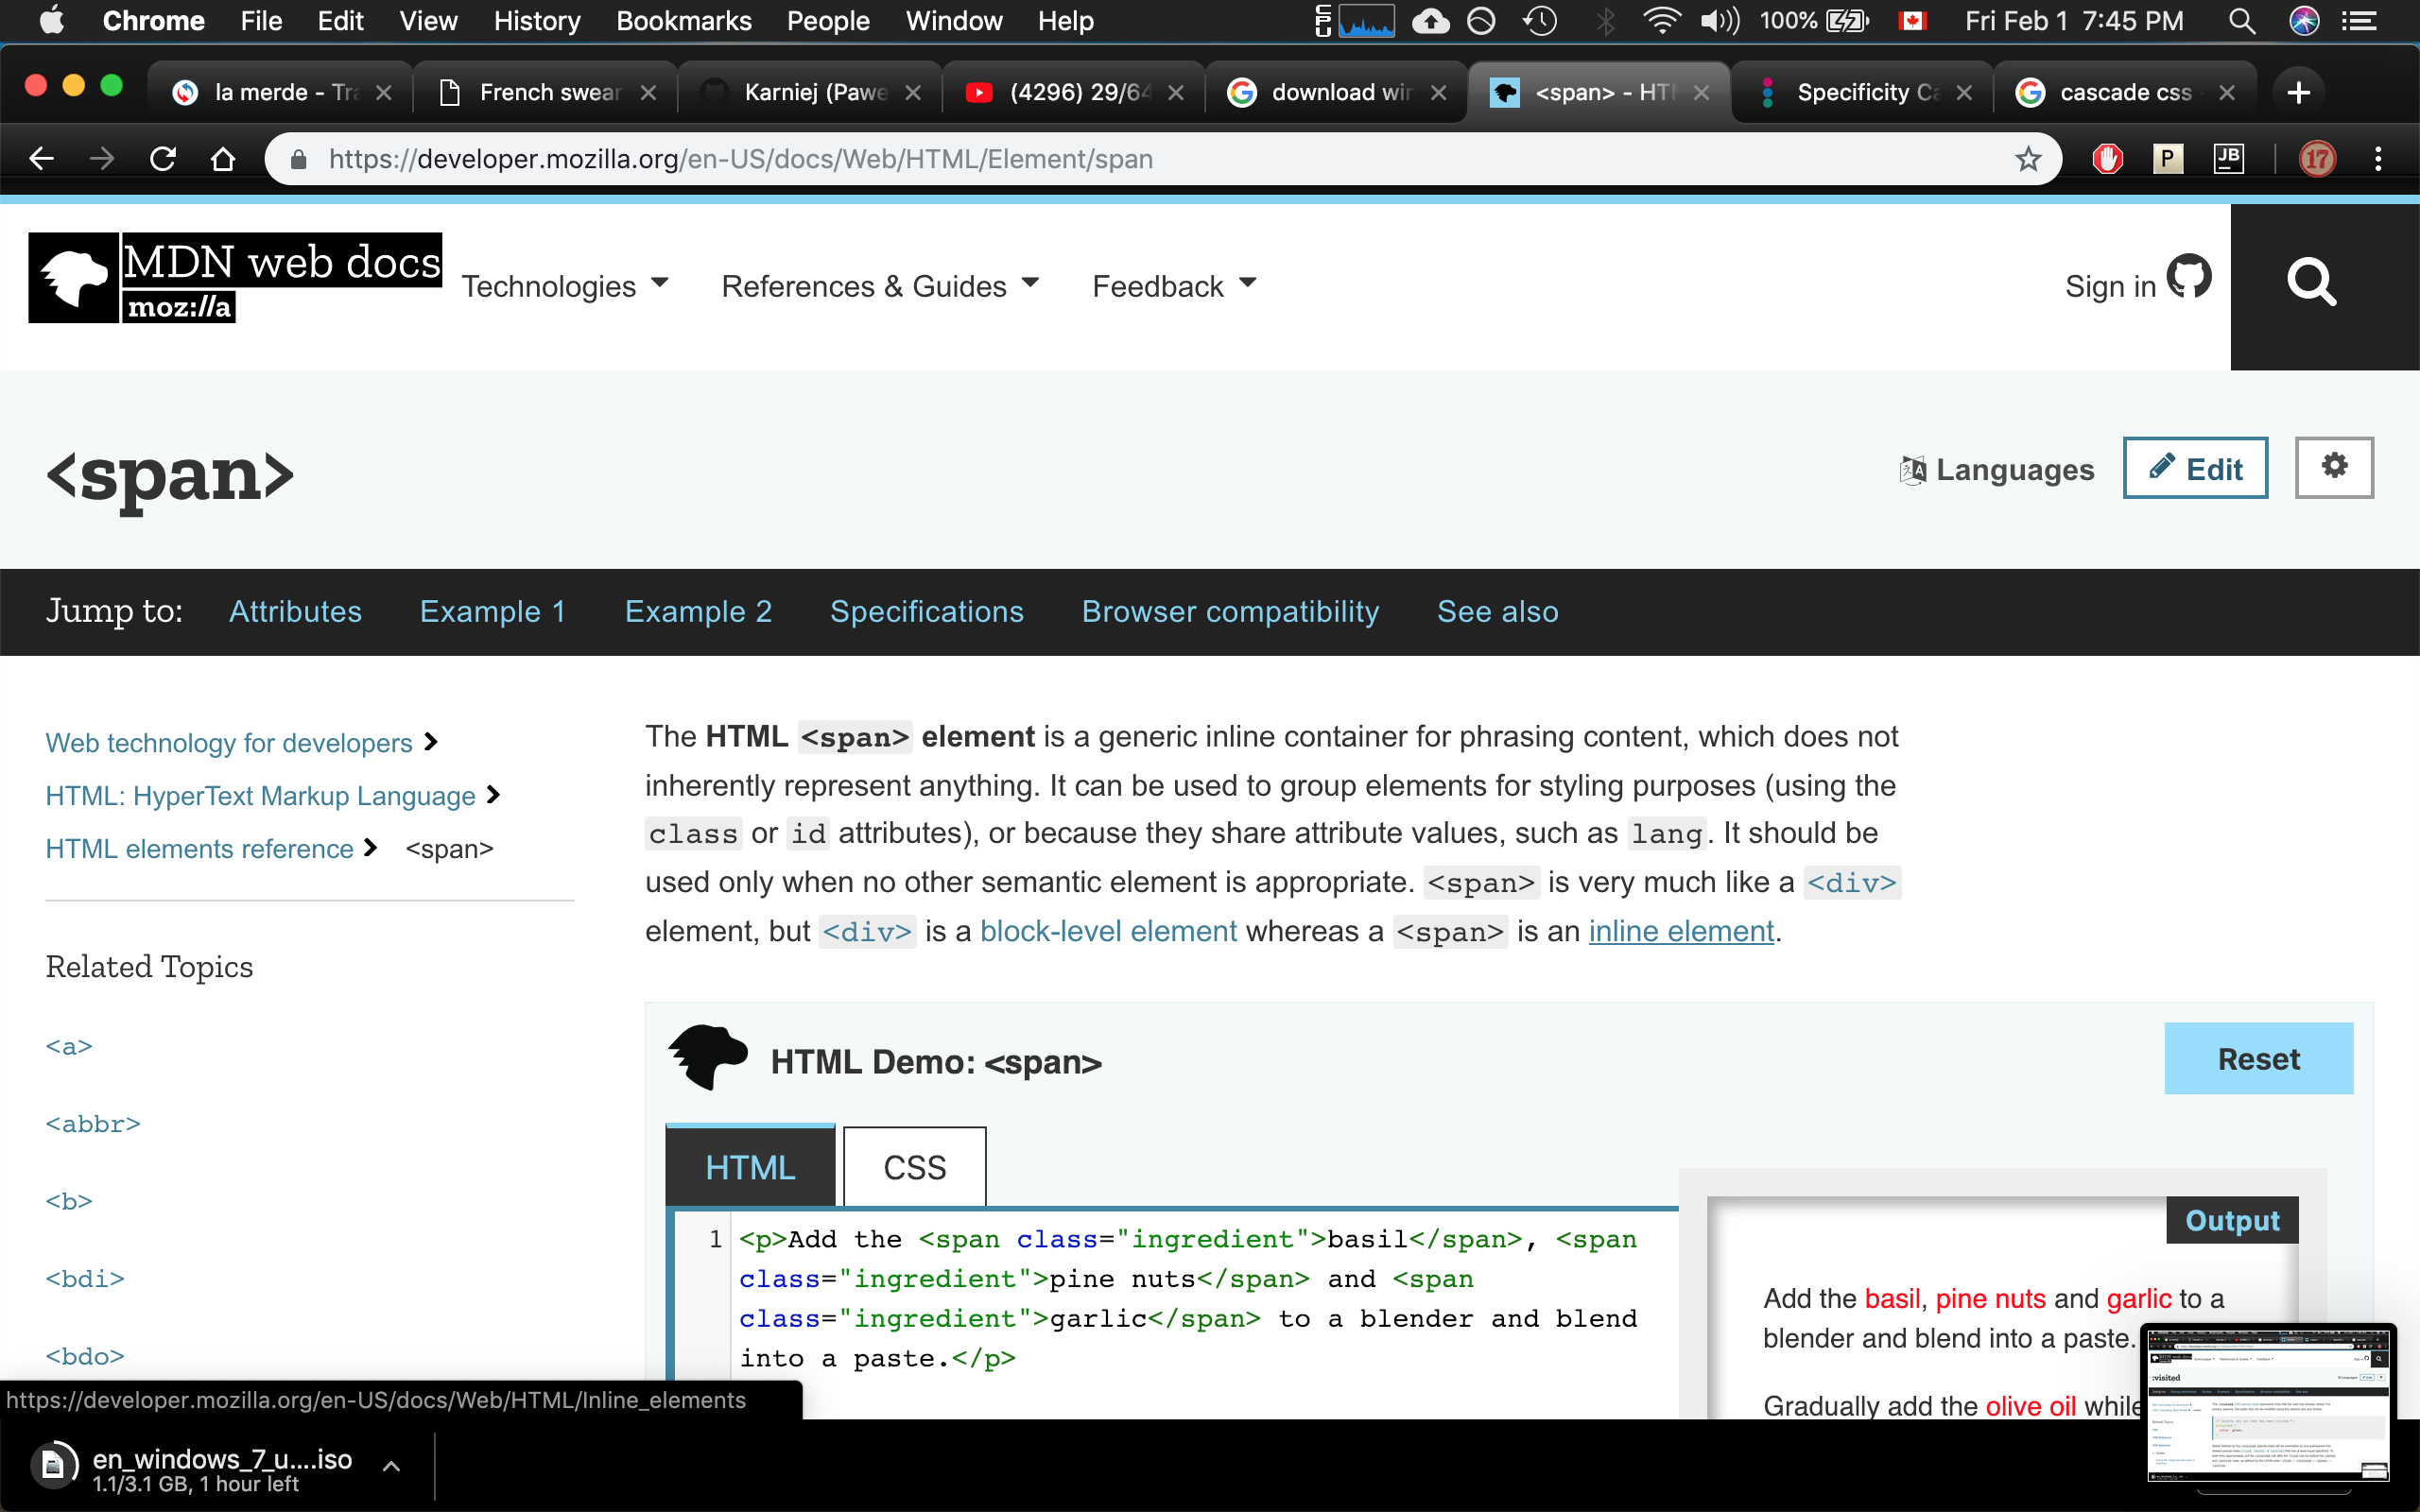 Chrome File Edit View History Bookmarks People Window Help CPU 100% Fri Feb 1 7:45 PM
la merde - Tra French swear Karniej (Pawe (4296) 29/64 download wir <span> - HT Specificity Ca cascade css
https://developer.mozilla.org/en-US/docs/Web/HTML/Element/span P JB 17
MDN web docs
moz://a
Technologies References & Guides Feedback Sign in
<span>
Languages Edit
Jump to: Attributes Example 1 Example 2 Specifications Browser compatibility See also
Web technology for developers
HTML: HyperText Markup Language
HTML elements reference <span>
Related Topics
<a>
<abbr>
<b>
<bdi>
<bdo>
The HTML <span> element is a generic inline container for phrasing content, which does not
inherently represent anything. It can be used to group elements for styling purposes (using the
class or id attributes), or because they share attribute values, such as lang. It should be
used only when no other semantic element is appropriate. <span> is very much like a <div>
element, but <div> is a block-level element whereas a <span> is an inline element.
HTML Demo: <span>
Reset
HTML CSS
1 <p>Add the <span class="ingredient">basil</span>, <span
class="ingredient">pine nuts</span> and <span
class="ingredient">garlic</span> to a blender and blend
into a paste.</p>
Output
Add the basil, pine nuts and garlic to a
blender and blend into a paste.
Gradually add the olive oil while
https://developer.mozilla.org/en-US/docs/Web/HTML/Inline_elements
en_windows_7_u....iso
1.1/3.1 GB, 1 hour left
:visited